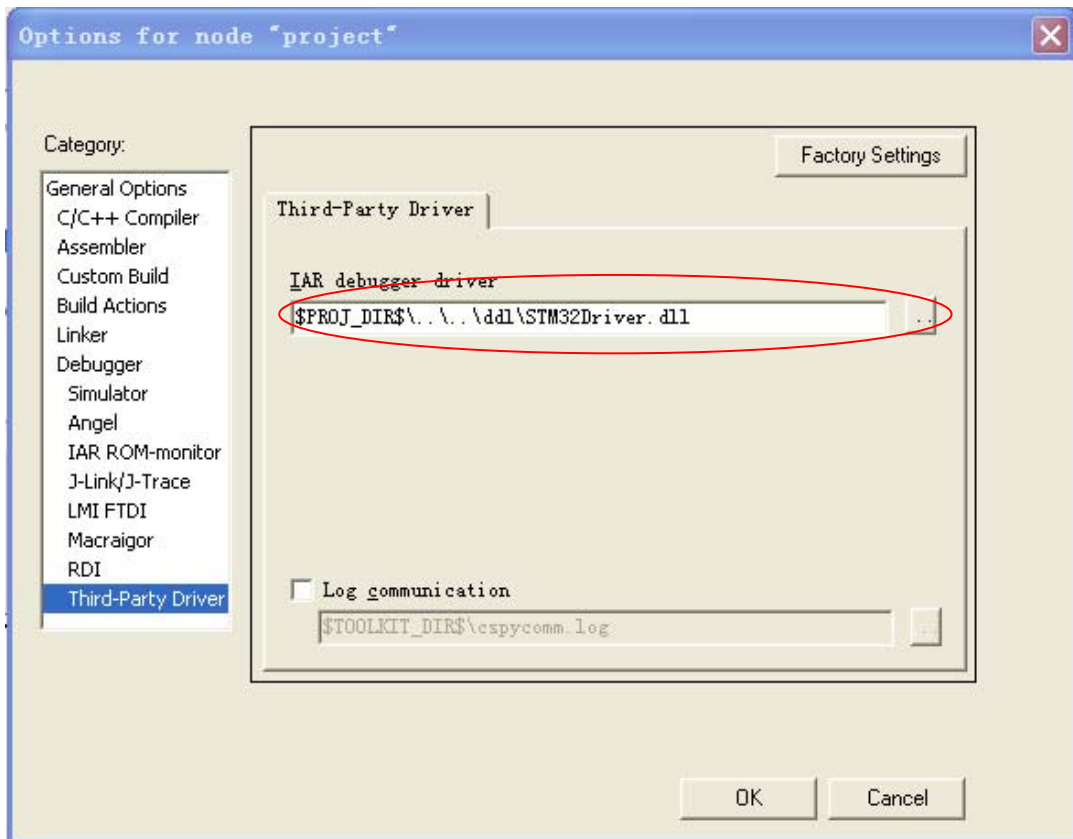 Options for node "project"
Category:
General Options
C/C++ Compiler
Assembler
Custom Build
Build Actions
Linker
Debugger
Simulator
Angel
IAR ROM-monitor
J-Link/J-Trace
LMI FTDI
Macraigor
RDI
Third-Party Driver
Factory Settings
Third-Party Driver
IAR debugger driver
$PROJ_DIR$\..\..\ddl\STM32Driver.dll
..
Log communication
$TOOLKIT_DIR$\cspycomm.log
..
OK
Cancel